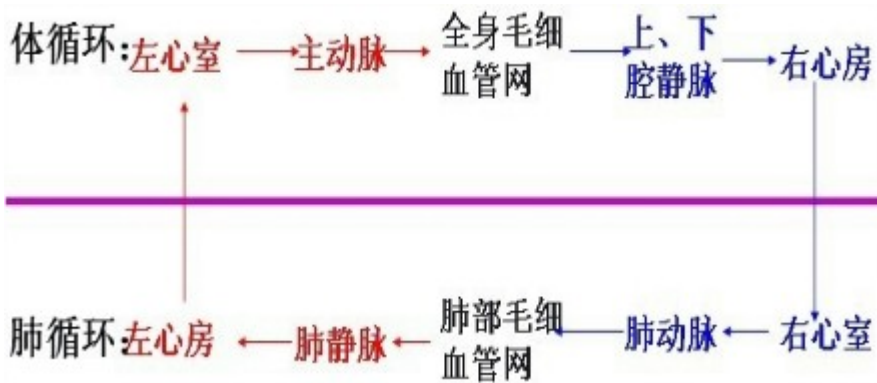 体循环:左心室 主动脉 全身毛细血管网 上、下腔静脉 右心房
肺循环:左心房 肺静脉 肺部毛细血管网 肺动脉 右心室